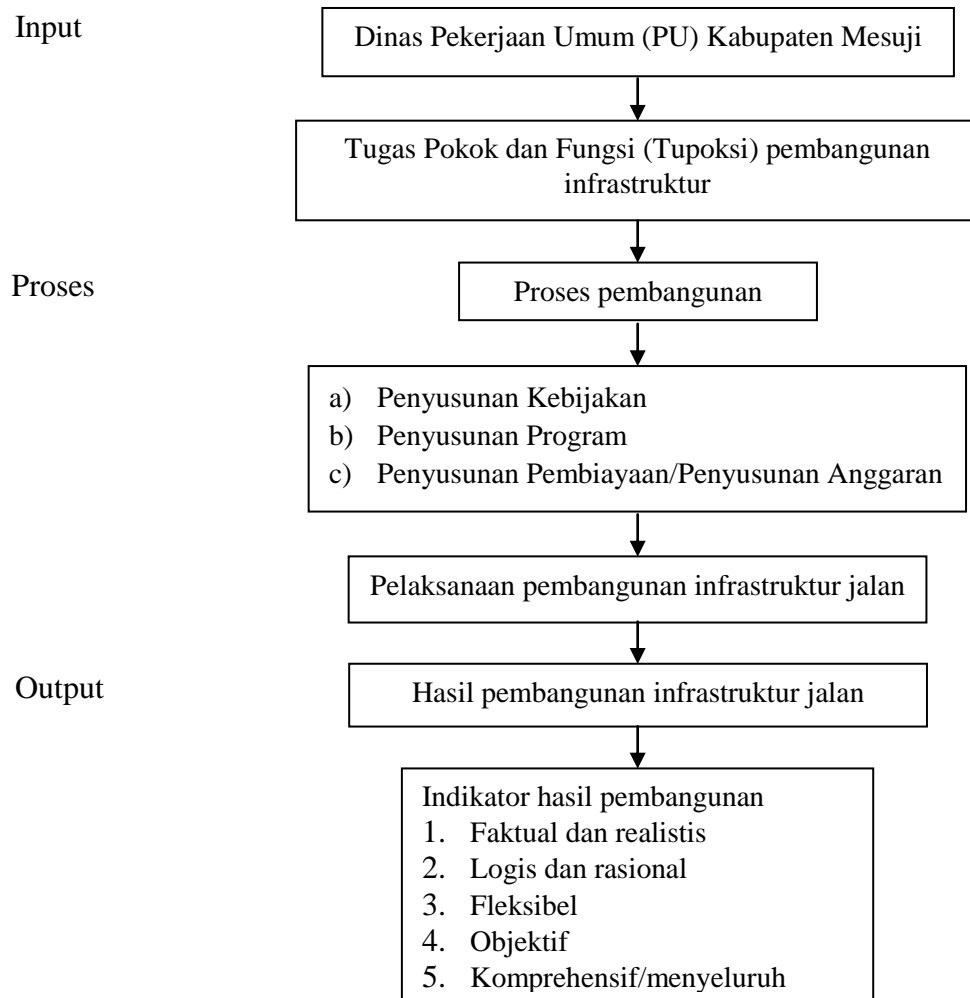 Input
Dinas Pekerjaan Umum (PU) Kabupaten Mesuji
Tugas Pokok dan Fungsi (Tupoksi) pembangunan
infrastruktur
Proses
Proses pembangunan
a) Penyusunan Kebijakan
b) Penyusunan Program
c) Penyusunan Pembiayaan/Penyusunan Anggaran
Pelaksanaan pembangunan infrastruktur jalan
Output
Hasil pembangunan infrastruktur jalan
Indikator hasil pembangunan
1. Faktual dan realistis
2. Logis dan rasional
3. Fleksibel
4. Objektif
5. Komprehensif/menyeluruh